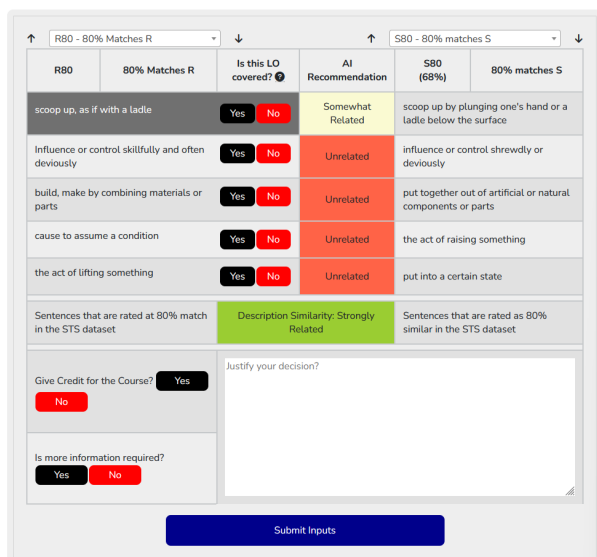 ↑ R80 - 80% Matches R ↓ ↑ S80 - 80% matches S ↓
R80 80% Matches R Is this LO covered? ? AI Recommendation S80 (68%) 80% matches S
scoop up, as if with a ladle Yes No Somewhat Related scoop up by plunging one's hand or a
ladle below the surface
Influence or control skillfully and often
deviously
Yes No
Unrelated
influence or control shrewdly or
deviously
build, make by combining materials or
parts
Yes No
Unrelated
put together out of artificial or natural
components or parts
cause to assume a condition
Yes No
Unrelated
the act of raising something
the act of lifting something
Yes No
Unrelated
put into a certain state
Sentences that are rated at 80% match
in the STS dataset
Description Similarity: Strongly
Related
Sentences that are rated as 80%
similar in the STS dataset
Give Credit for the Course? Yes
No
Justify your decision?
Is more information required?
Yes No
Submit Inputs